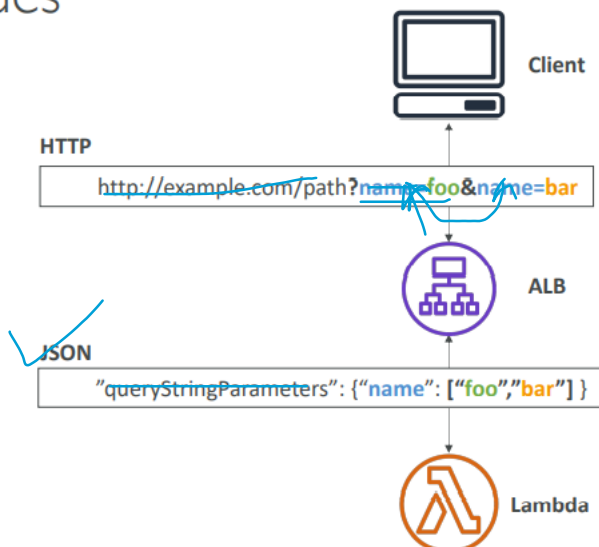 Client
HTTP
http://example.com/path?name=foo&name=bar
ALB
JSON
”queryStringParameters”: {“name”: [“foo”,”bar”] }
Lambda